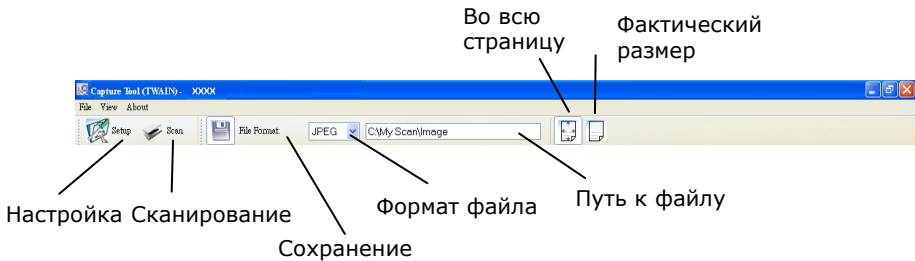 Во всю
страницу
Фактический
размер
Capture Tool (TWAIN) - XXXX
File View About
Setup Scan File Format: JPEG C:\My Scan\Image
Настройка Сканирование
Формат файла
Путь к файлу
Сохранение